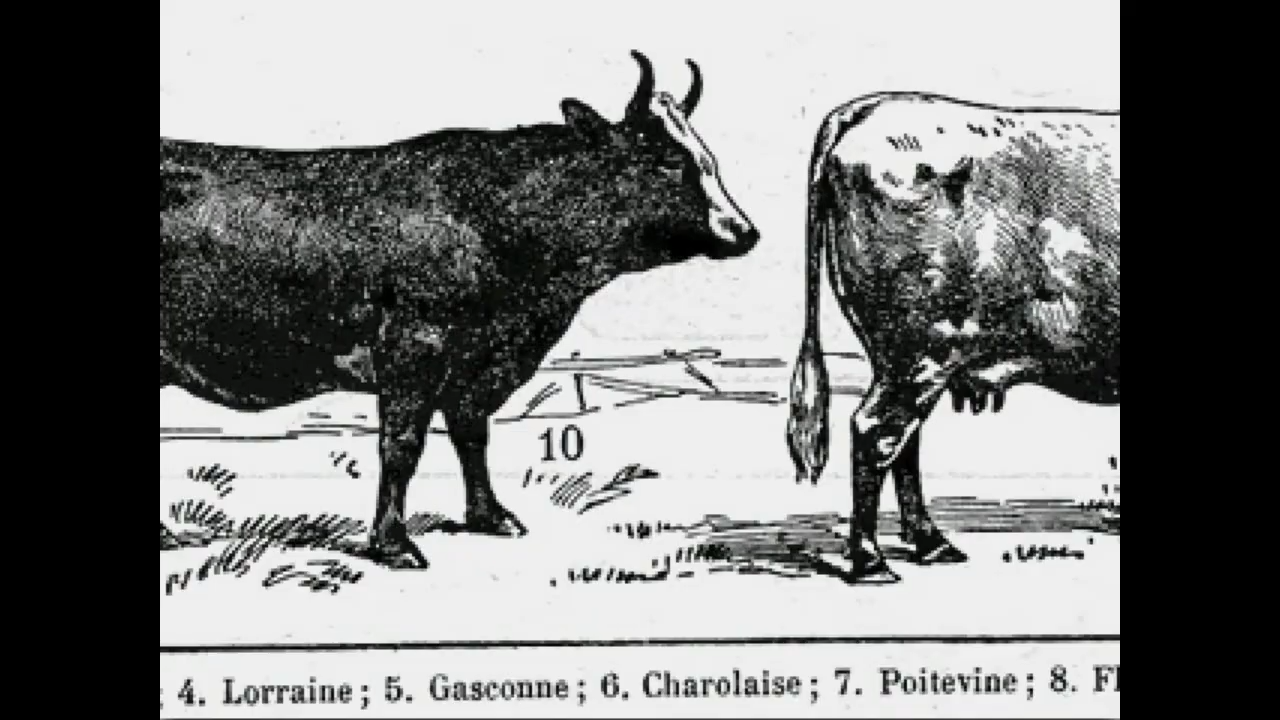 10
; 4. Lorraine ; 5. Gasconne ; 6. Charolaise ; 7. Poitevine ; 8.